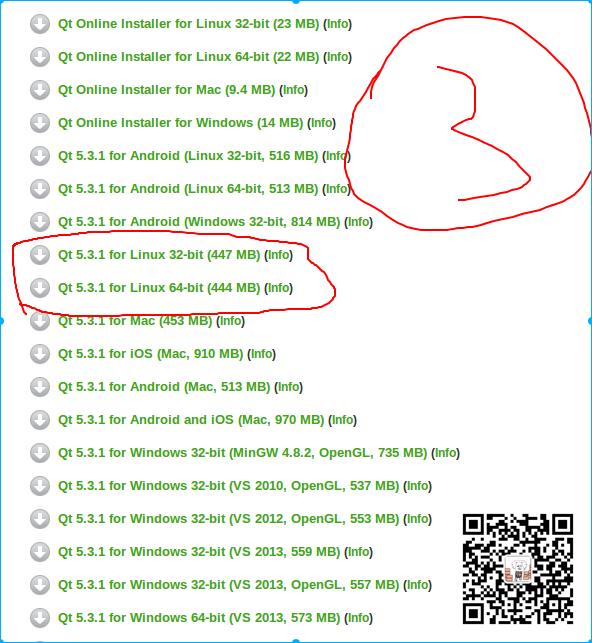 Qt Online Installer for Linux 32-bit (23 MB) (Info)
Qt Online Installer for Linux 64-bit (22 MB) (Info)
Qt Online Installer for Mac (9.4 MB) (Info)
Qt Online Installer for Windows (14 MB) (Info)
Qt 5.3.1 for Android (Linux 32-bit, 516 MB) (Info)
Qt 5.3.1 for Android (Linux 64-bit, 513 MB) (Info)
Qt 5.3.1 for Android (Windows 32-bit, 814 MB) (Info)
3
Qt 5.3.1 for Linux 32-bit (447 MB) (Info)
Qt 5.3.1 for Linux 64-bit (444 MB) (Info)
Qt 5.3.1 for Mac (453 MB) (Info)
Qt 5.3.1 for iOS (Mac, 910 MB) (Info)
Qt 5.3.1 for Android (Mac, 513 MB) (Info)
Qt 5.3.1 for Android and iOS (Mac, 970 MB) (Info)
Qt 5.3.1 for Windows 32-bit (MinGW 4.8.2, OpenGL, 735 MB) (Info)
Qt 5.3.1 for Windows 32-bit (VS 2010, OpenGL, 537 MB) (Info)
Qt 5.3.1 for Windows 32-bit (VS 2012, OpenGL, 553 MB) (Info)
Qt 5.3.1 for Windows 32-bit (VS 2013, 559 MB) (Info)
Qt 5.3.1 for Windows 32-bit (VS 2013, OpenGL, 557 MB) (Info)
Qt 5.3.1 for Windows 64-bit (VS 2013, 573 MB) (Info)